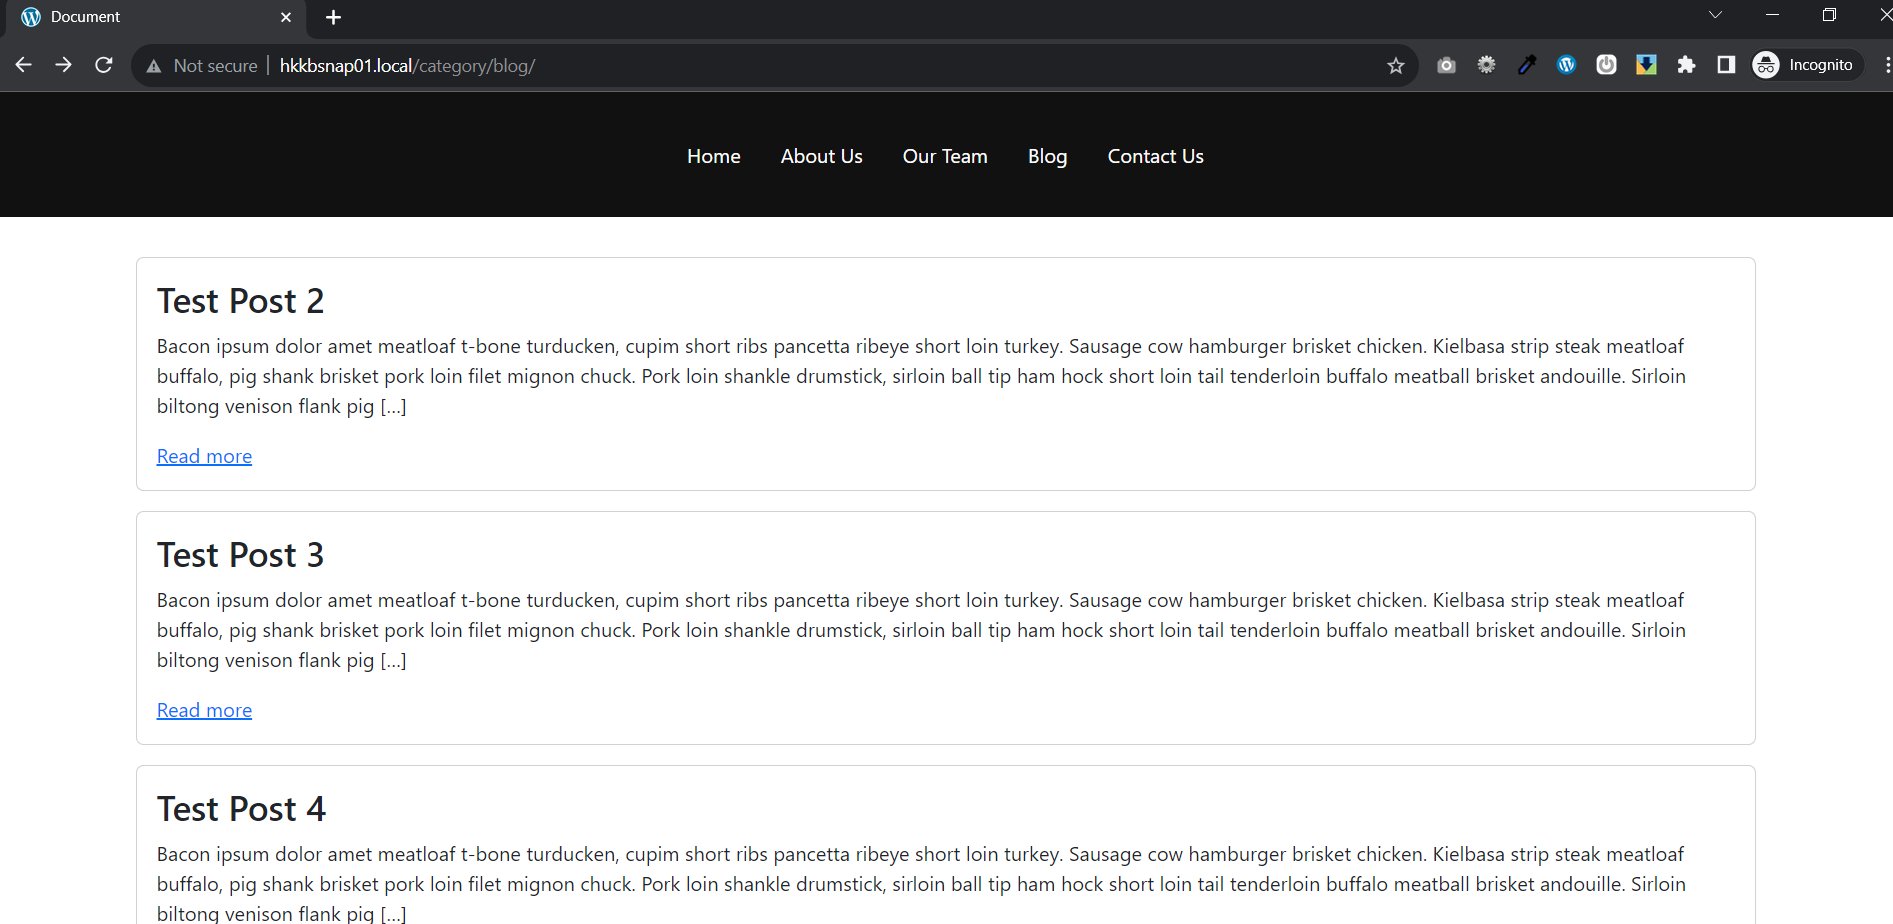 Document
Not secure
hkkbsnap01.local/category/blog/
Incognito
Home About Us Our Team Blog Contact Us
Test Post 2
Bacon ipsum dolor amet meatloaf t-bone turducken, cupim short ribs pancetta ribeye short loin turkey. Sausage cow hamburger brisket chicken. Kielbasa strip steak meatloaf
buffalo, pig shank brisket pork loin filet mignon chuck. Pork loin shankle drumstick, sirloin ball tip ham hock short loin tail tenderloin buffalo meatball brisket andouille. Sirloin
biltong venison flank pig […]
Read more
Test Post 3
Bacon ipsum dolor amet meatloaf t-bone turducken, cupim short ribs pancetta ribeye short loin turkey. Sausage cow hamburger brisket chicken. Kielbasa strip steak meatloaf
buffalo, pig shank brisket pork loin filet mignon chuck. Pork loin shankle drumstick, sirloin ball tip ham hock short loin tail tenderloin buffalo meatball brisket andouille. Sirloin
biltong venison flank pig […]
Read more
Test Post 4
Bacon ipsum dolor amet meatloaf t-bone turducken, cupim short ribs pancetta ribeye short loin turkey. Sausage cow hamburger brisket chicken. Kielbasa strip steak meatloaf
buffalo, pig shank brisket pork loin filet mignon chuck. Pork loin shankle drumstick, sirloin ball tip ham hock short loin tail tenderloin buffalo meatball brisket andouille. Sirloin
biltong venison flank pig […]